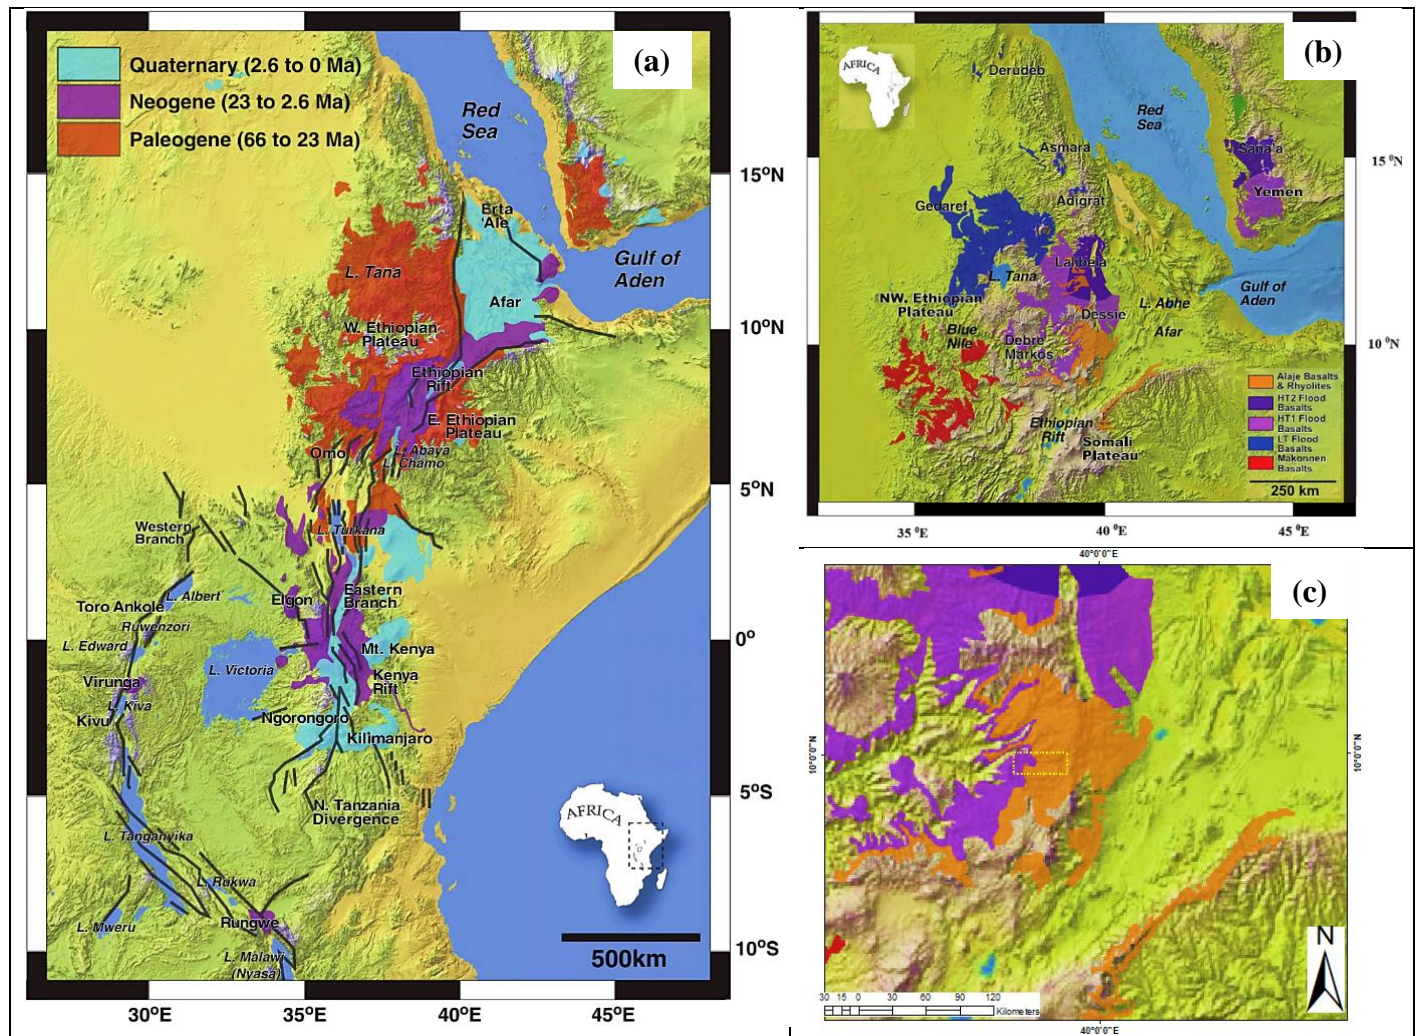 (a)
Quaternary (2.6 to 0 Ma)
Neogene (23 to 2.6 Ma)
Paleogene (66 to 23 Ma)
Red
Sea
15°N
Erta
Ale
Gulf of
Aden
L. Tana
Afar
W. Ethiopian
Plateau
10°N
Ethiopian
Rift
E. Ethiopian
Plateau
Omo
L. Abaya
L. Chamo
5°N
Western
Branch
L. Turkana
L. Albert
Elgon
Eastern
Branch
Toro Ankole
Ruwenzori
L. Edward
0°
Mt. Kenya
L. Victoria
Kenya
Rift
Virunga
L. Kiva
Kivu
Ngorongoro
Kilimanjaro
5°S
N. Tanzania
Divergence
AFRICA
L. Tanganyika
L. Rukwa
L. Mweru
Rungwe
L. Malawi
(Nyasa)
500km
10°S
30°E
35°E
40°E
45°E
(b)
AFRICA
Derudeb
Red
Sea
Asmara
Sana'a
15 °N
Adigrat
Yemen
Gedaref
Lalibela
L. Tana
Gulf of
Aden
NW. Ethiopian
Plateau
L. Abhe
Dessie
Blue
Nile
Afar
Debre
Markos
10 °N
Alaje Basalts
& Rhyolites
HT2 Flood
Basalts
HT1 Flood
Basalts
LT Flood
Basalts
Makonnen
Basalts
Ethiopian
Rift
Somali
Plateau
250 km
35 °E
40 °E
45 °E
40°0'0"E
(c)
10°0'0"N
10°0'0"N
N
30 15 0 30 60 90 120
Kilometers
40°0'0"E